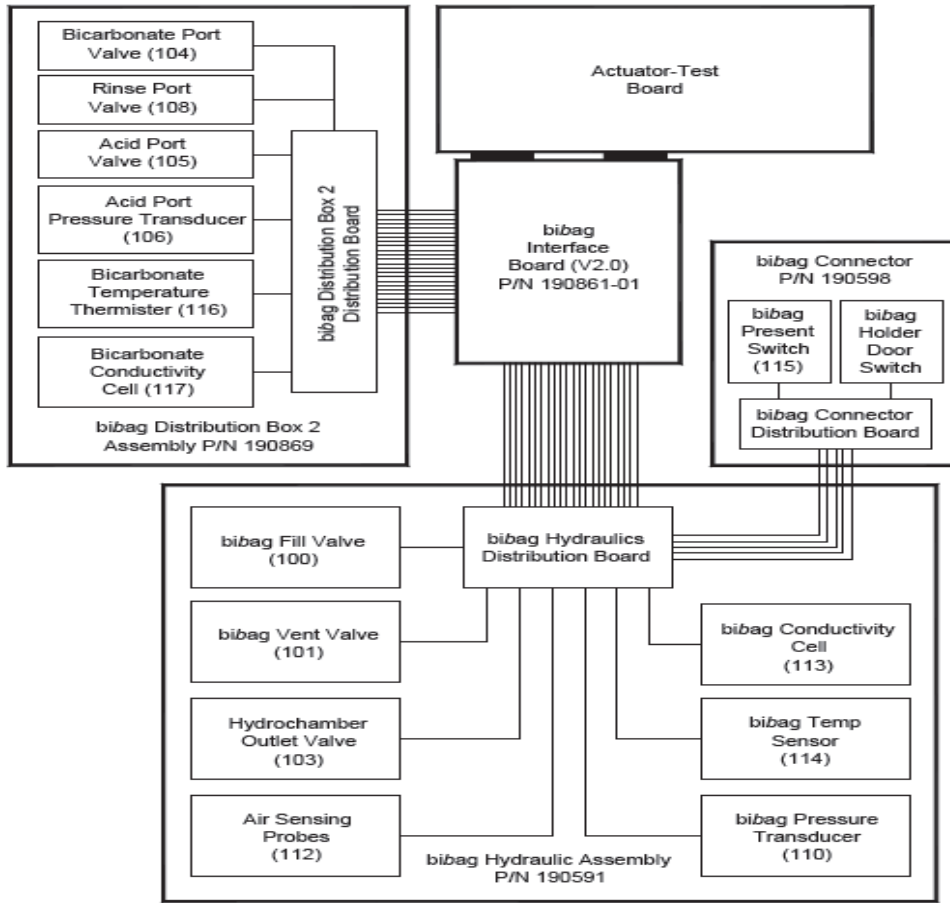 Bicarbonate Port
Valve (104)
Rinse Port
Valve (108)
Acid Port
Valve (105)
Acid Port
Pressure Transducer
(106)
Bicarbonate
Temperature
Thermister (116)
Bicarbonate
Conductivity
Cell (117)
bibag Distribution Box 2
Distribution Board
bibag Distribution Box 2
Assembly P/N 190869
Actuator-Test
Board
bibag
Interface
Board (V2.0)
P/N 190861-01
bibag Connector
P/N 190598
bibag
Present
Switch
(115)
bibag
Holder
Door
Switch
bibag Connector
Distribution Board
bibag Hydraulics
Distribution Board
bibag Fill Valve
(100)
bibag Vent Valve
(101)
Hydrochamber
Outlet Valve
(103)
Air Sensing
Probes
(112)
bibag Conductivity
Cell
(113)
bibag Temp
Sensor
(114)
bibag Pressure
Transducer
(110)
bibag Hydraulic Assembly
P/N 190591